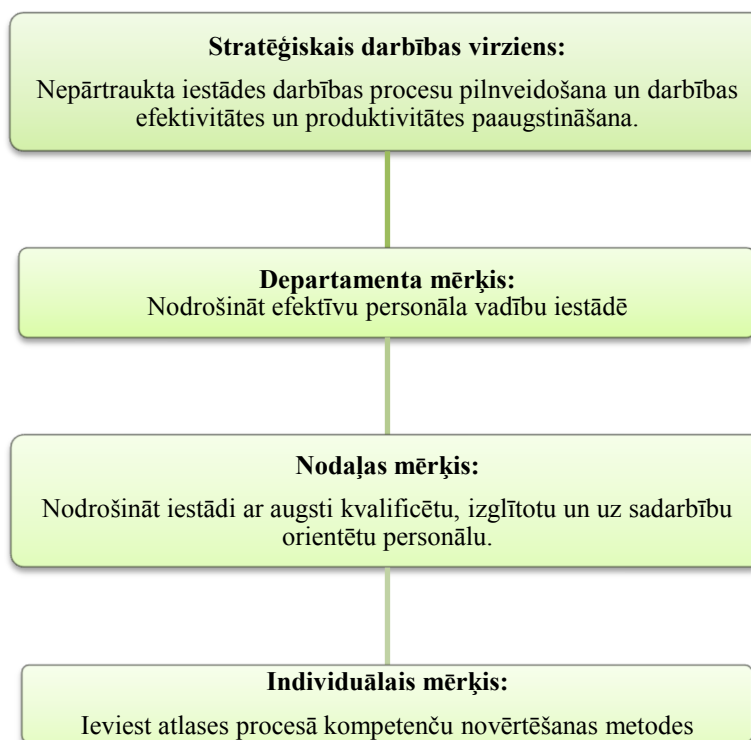 Stratēģiskais darbības virziens:
Nepārtraukta iestādes darbības procesu pilnveidošana un darbības
efektivitātes un produktivitātes paaugstināšana.
Departamenta mērķis:
Nodrošināt efektīvu personāla vadību iestādē
Nodaļas mērķis:
Nodrošināt iestādi ar augsti kvalificētu, izglītotu un uz sadarbību
orientētu personālu.
Individuālais mērķis:
Ieviest atlases procesā kompetenču novērtēšanas metodes